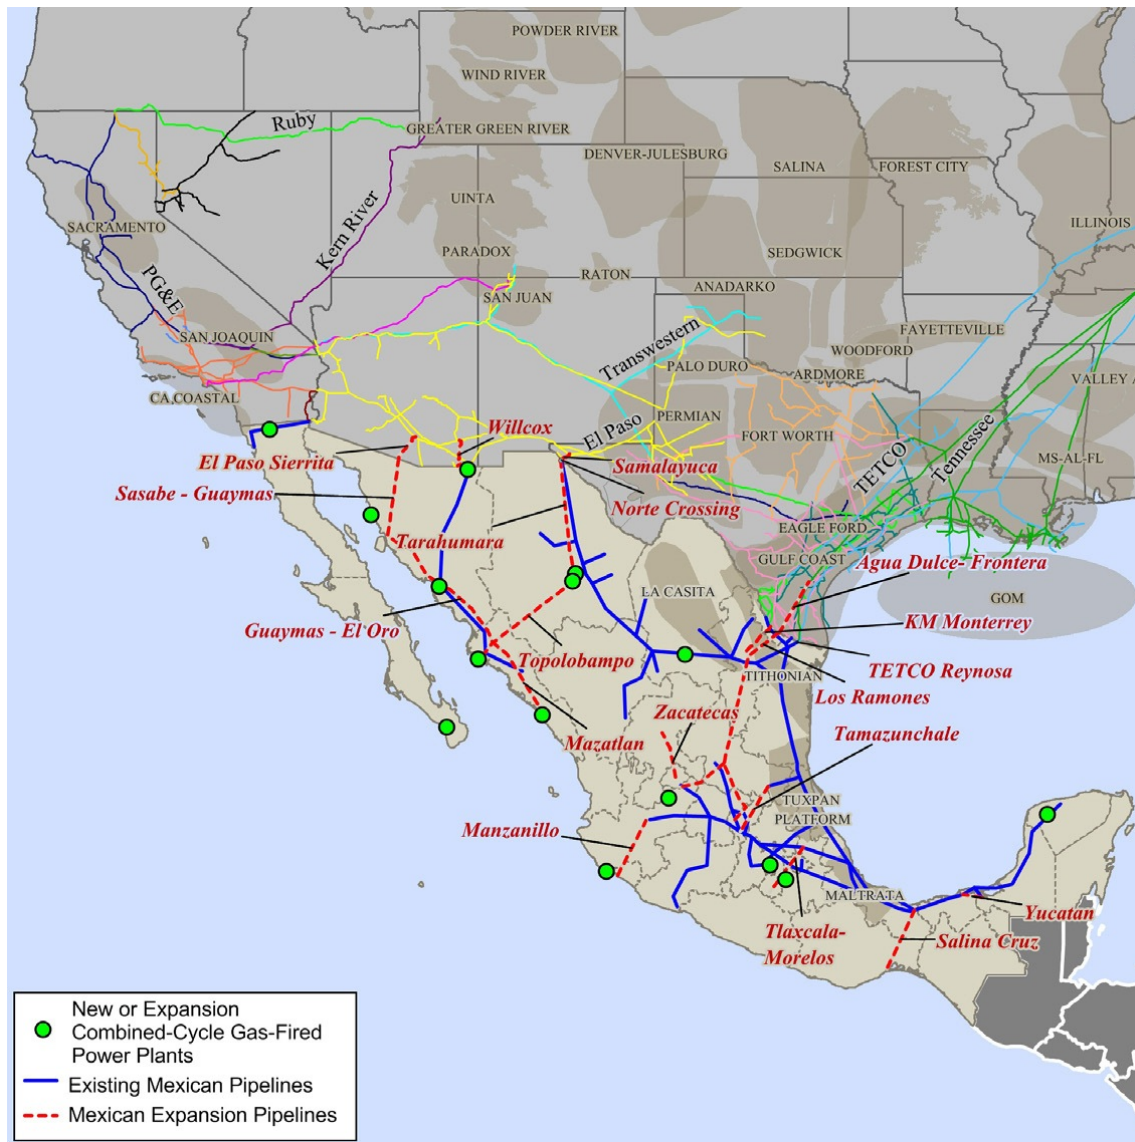 POWDER RIVER
WIND RIVER
Ruby
GREATER GREEN RIVER
DENVER-JULESBURG
SALINA
FOREST CITY
UINTA
SACRAMENTO
Kern River
ILLINOIS
PARADOX
SEDGWICK
RATON
PG&E
SAN JUAN
ANADARKO
SAN JOAQUIN
Transwestern
FAYETTEVILLE
WOODFORD
PALO DURO
ARDMORE
VALLEY A
CA,COASTAL
PERMIAN
El Paso
FORT WORTH
Willcox
TETCO
Tennessee
MS-AL-FL
El Paso Sierrita
Samalayuca
Sasabe - Guaymas
Norte Crossing
EAGLE FORD
Tarahumara
GULF COAST
Agua Dulce- Frontera
LA CASITA
GOM
KM Monterrey
Guaymas - El Oro
Topolobampo
TETCO Reynosa
TITHONIAN
Los Ramones
Zacatecas
Mazatlan
Tamazunchale
TUXPAN
PLATFORM
Manzanillo
MALTRATA
Yucatan
Tlaxcala-
Morelos
Salina Cruz
New or Expansion
Combined-Cycle Gas-Fired
Power Plants
Existing Mexican Pipelines
Mexican Expansion Pipelines